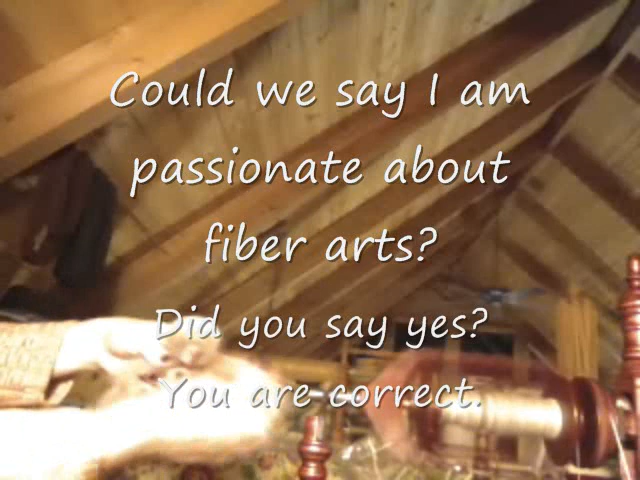 Could we say I am
passionate about
fiber arts?
Did you say yes?
You are correct.